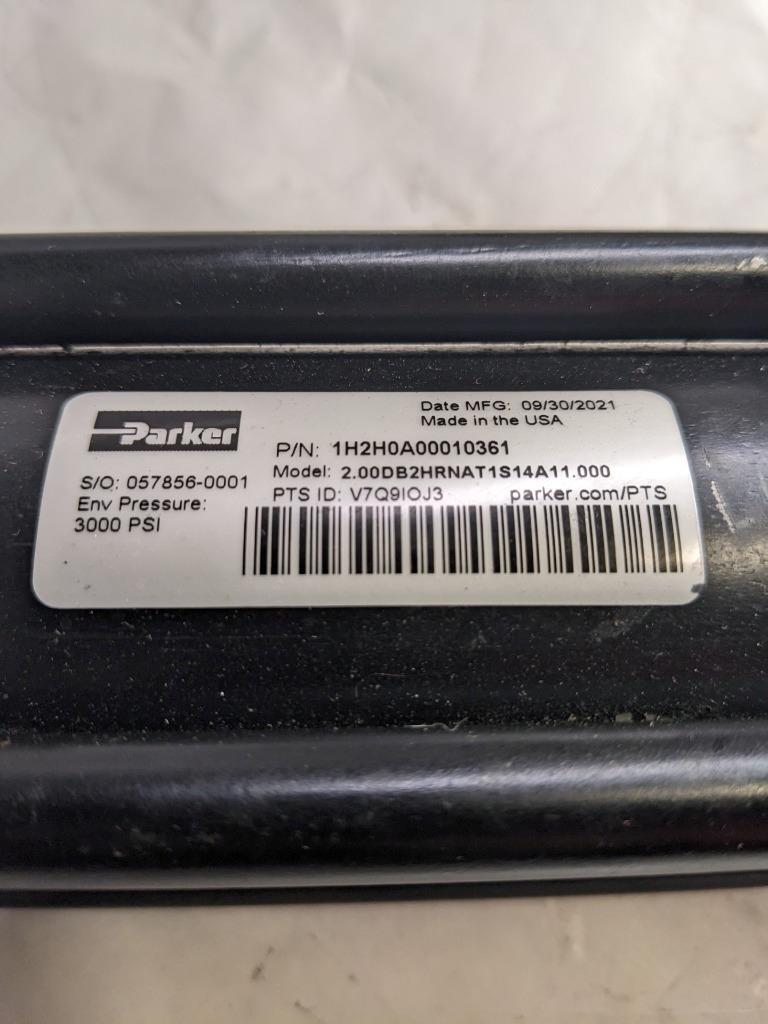 Parker
Date MFG: 09/30/2021
Made in the USA
P/N: 1H2H0A00010361
S/O: 057856-0001
Model: 2.00DB2HRNAT1S14A11.000
Env Pressure:
3000 PSI
PTS ID: V7Q9IOJ3 parker.com/PTS